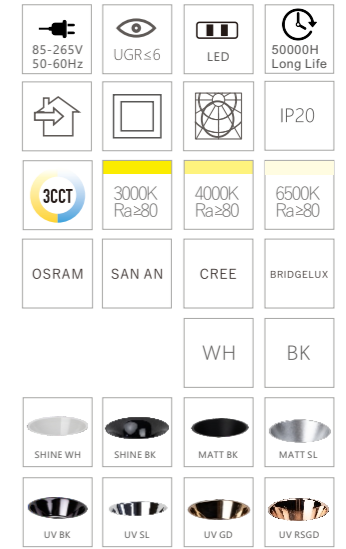 85-265V
50-60Hz
UGR≤6
LED
50000H
Long Life
IP20
3CCT
3000K
Ra≥80
4000K
Ra≥80
6500K
Ra≥80
OSRAM
SAN AN
CREE
BRIDGELUX
WH
BK
SHINE WH
SHINE BK
MATT BK
MATT SL
UV BK
UV SL
UV GD
UV RSGD